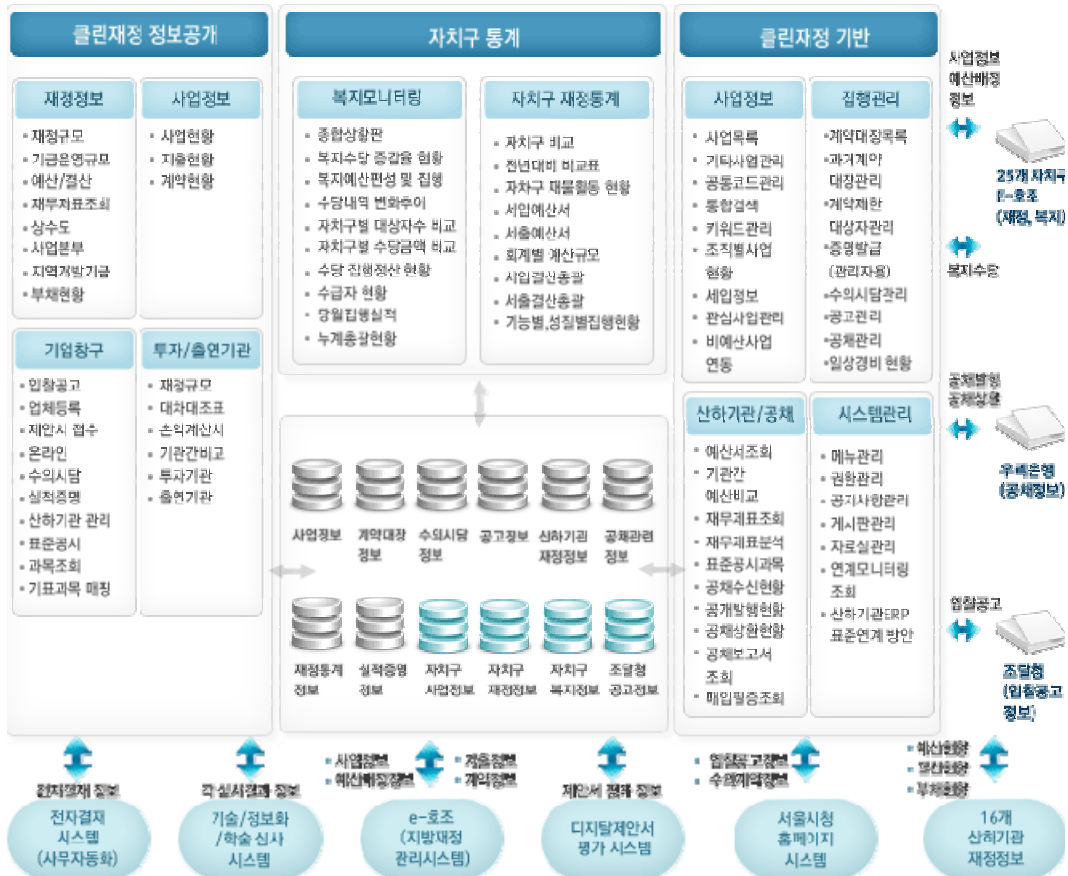 클린재정 정보공개
재정정보
재정규모
기금운영규모
예산/결산
재무제표조회
상수도
사업분부
지역개발기금
부채현황
사업정보
사업현황
지출현황
계약현황
기업창구
입찰공고
업체등록
제안서 접수
온라인
수의시담
실적증명
산하기관 관리
표준공시
과목조회
기표과목 매핑
투자/출연기관
재정규모
대차대조표
손익계산서
기관간비교
투자기관
출연기관
자치구 통계
복지모니터링
종합상황판
복지수당 증감율 현황
복지예산편성 및 집행
수당내역 변화추이
자치구별 대상자수 비교
자치구별 수당금액 비교
수당 집행정산 현황
수급자 현황
당월집행실적
누계총괄현황
자치구 재정통계
자치구 비교
전년대비 비교표
자치구 재물활동 현황
세입예산서
세출예산서
회계별 예산규모
세입결산총괄
세출결산총괄
기능별,성질별집행현황
사업정보
계약대장
정보
수의시담
정보
공고정보
산하기관
재정정보
공채관련
정보
재정통계
정보
실적증명
정보
자치구
사업정보
자치구
재정정보
자치구
복지정보
조달청
공고정보
클린재정 기반
사업정보
사업목록
기타사업관리
공통코드관리
통합검색
키워드관리
조직별사업
현황
세입정보
관심사업관리
비예산사업
연동
집행관리
계약대장목록
과거계약
대장관리
계약제한
대상자관리
증명발급
(관리자용)
수의시담관리
공고관리
공채관리
일상경비 현황
산하기관/공채
예산서조회
기관간
예산비교
재무제표조회
재무제표분석
표준공시과목
공채수신현황
공개발행현황
공채상환현황
공채보고서
조회
매입필증조회
시스템관리
메뉴관리
권한관리
공지사항관리
게시판관리
자료실관리
연계모니터링
조회
산하기관ERP
표준연계 방안
사업정보
예산배정
정보
25개 자치구
E-호조
(재정, 복지)
복지수당
공채발행
공채상환
우리은행
(공채정보)
입찰공고
조달청
(입찰공고
정보)
전자결재 정보
전자결재
시스템
(사무자동화)
각 심사결과 정보
기술/정보화
/학술 심사
시스템
사업정보
예산배정정보
지출정보
계약정보
e-호조
(지방재정
관리시스템)
제안서 평가 정보
디지탈제안서
평가 시스템
입찰공고정보
수의계약정보
서울시청
홈페이지
시스템
예산현황
결산현황
부채현황
16개
산하기관
재정정보